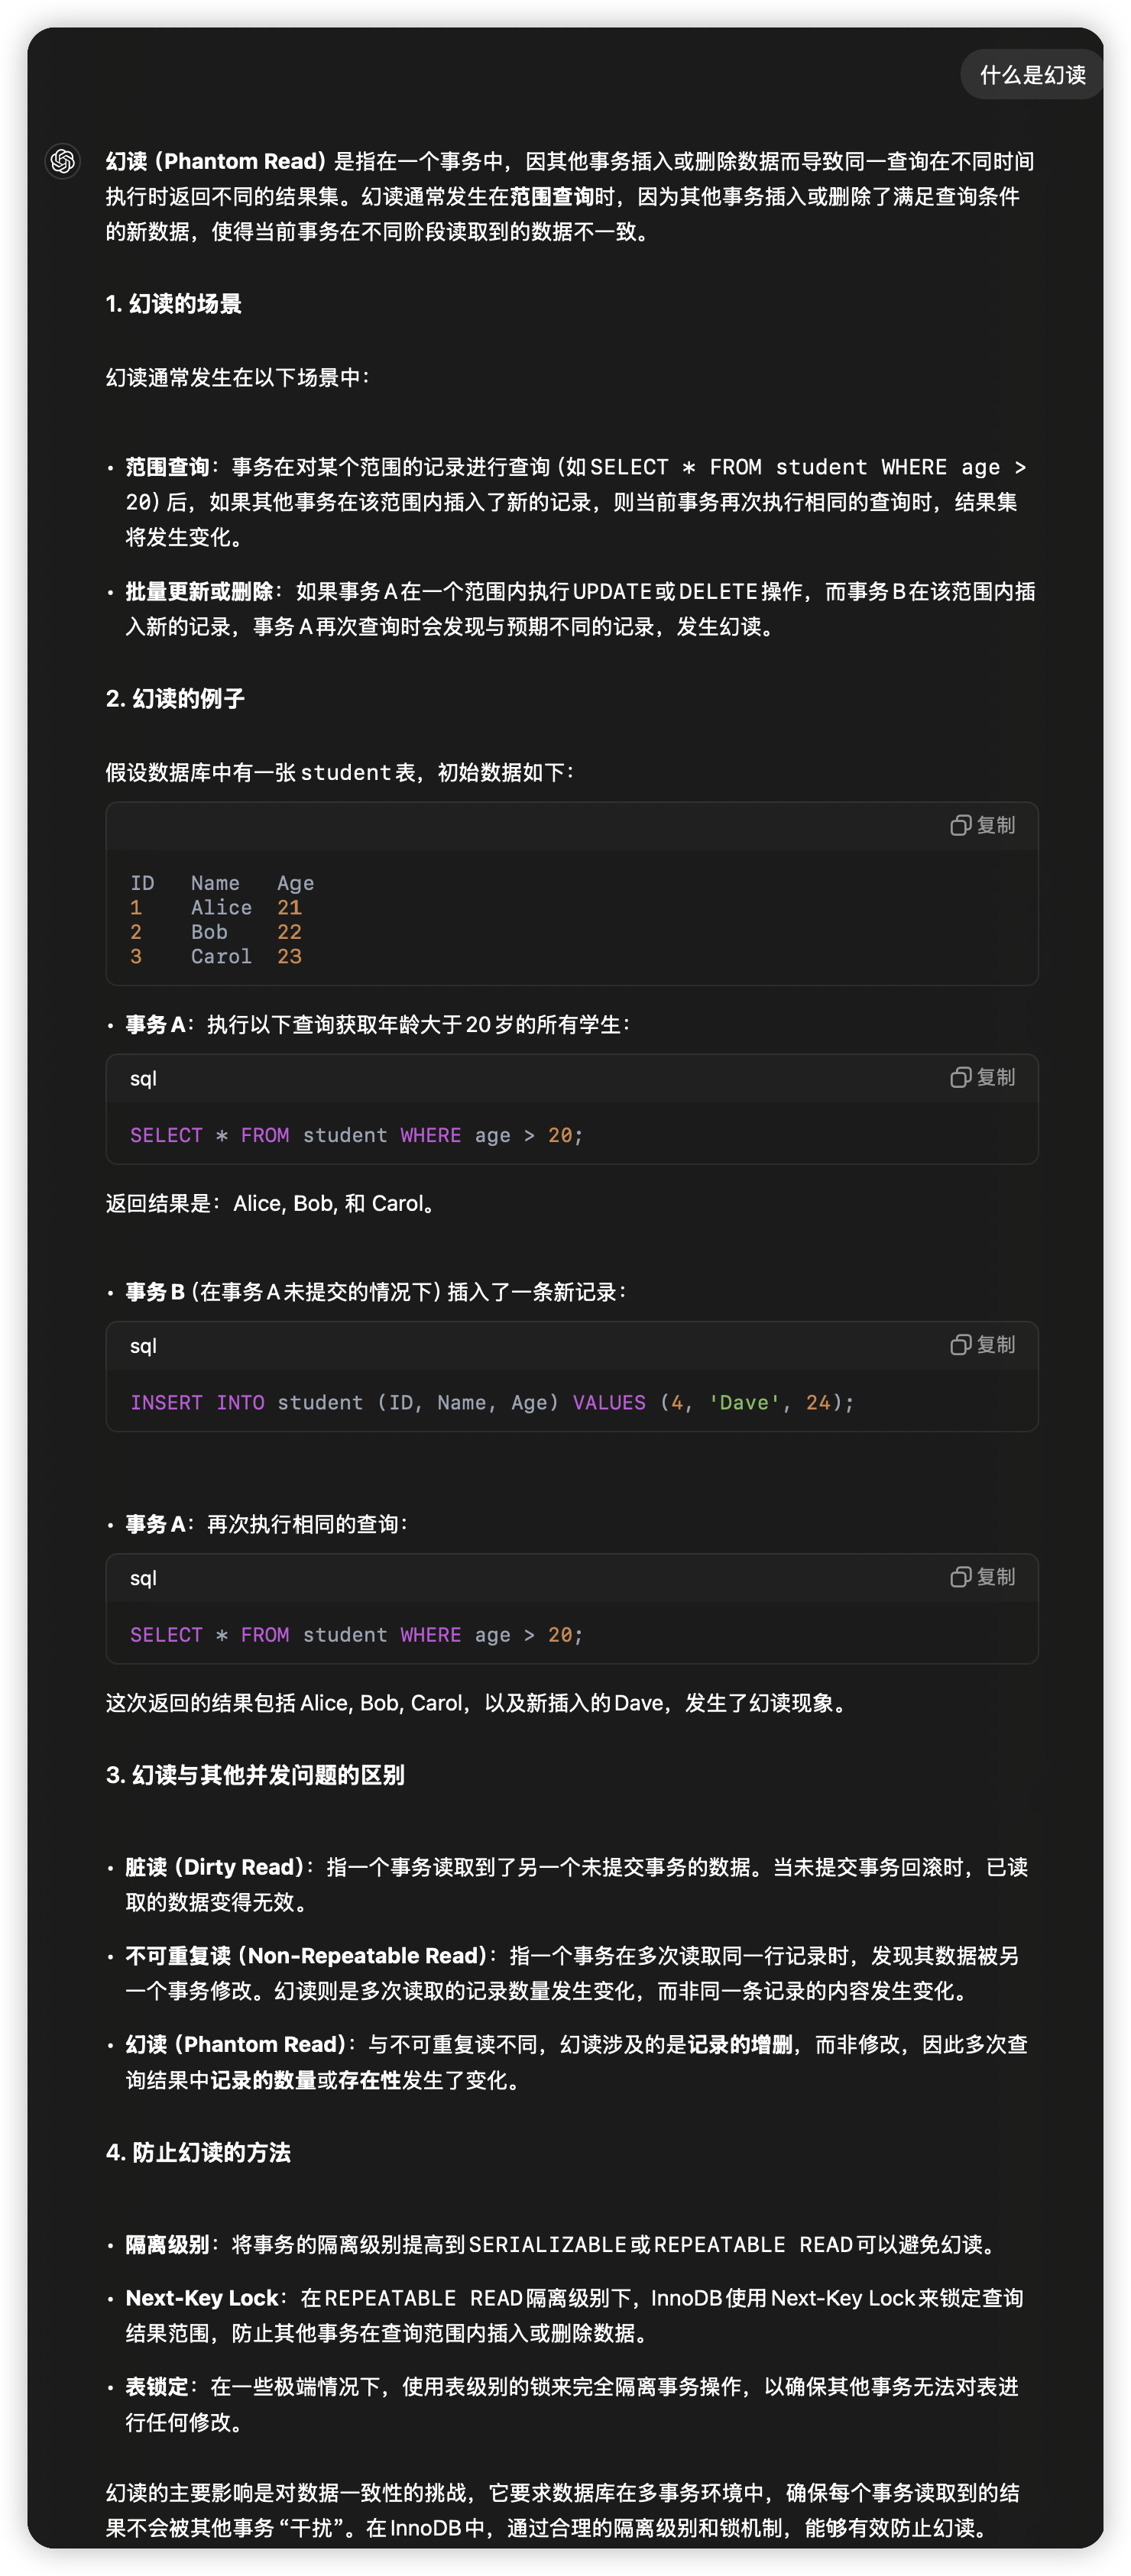 什么是幻读
幻读（Phantom Read）是指在一个事务中，因其他事务插入或删除数据而导致同一查询在不同时间
执行时返回不同的结果集。幻读通常发生在范围查询时，因为其他事务插入或删除了满足查询条件
的新数据，使得当前事务在不同阶段读取到的数据不一致。
1. 幻读的场景
幻读通常发生在以下场景中：
• 范围查询：事务在对某个范围的记录进行查询（如 SELECT * FROM student WHERE age >
20）后，如果其他事务在该范围内插入了新的记录，则当前事务再次执行相同的查询时，结果集
将发生变化。
• 批量更新或删除：如果事务 A 在一个范围内执行 UPDATE 或 DELETE 操作，而事务 B 在该范围内插
入新的记录，事务 A 再次查询时会发现与预期不同的记录，发生幻读。
2. 幻读的例子
假设数据库中有一张 student 表，初始数据如下：
复制
ID Name Age
1 Alice 21
2 Bob 22
3 Carol 23
• 事务 A：执行以下查询获取年龄大于 20 岁的所有学生：
sql 复制
SELECT * FROM student WHERE age > 20;
返回结果是：Alice, Bob, 和 Carol。
• 事务 B（在事务 A 未提交的情况下）插入了一条新记录：
sql 复制
INSERT INTO student (ID, Name, Age) VALUES (4, 'Dave', 24);
• 事务 A：再次执行相同的查询：
sql 复制
SELECT * FROM student WHERE age > 20;
这次返回的结果包括 Alice, Bob, Carol，以及新插入的 Dave，发生了幻读现象。
3. 幻读与其他并发问题的区别
• 脏读（Dirty Read）：指一个事务读取到了另一个未提交事务的数据。当未提交事务回滚时，已读
取的数据变得无效。
• 不可重复读（Non-Repeatable Read）：指一个事务在多次读取同一行记录时，发现其数据被另
一个事务修改。幻读则是多次读取的记录数量发生变化，而非同一条记录的内容发生变化。
• 幻读（Phantom Read）：与不可重复读不同，幻读涉及的是记录的增删，而非修改，因此多次查
询结果中记录的数量或存在性发生了变化。
4. 防止幻读的方法
• 隔离级别：将事务的隔离级别提高到 SERIALIZABLE 或 REPEATABLE READ 可以避免幻读。
• Next-Key Lock：在 REPEATABLE READ 隔离级别下，InnoDB 使用 Next-Key Lock 来锁定查询
结果范围，防止其他事务在查询范围内插入或删除数据。
• 表锁定：在一些极端情况下，使用表级别的锁来完全隔离事务操作，以确保其他事务无法对表进
行任何修改。
幻读的主要影响是对数据一致性的挑战，它要求数据库在多事务环境中，确保每个事务读取到的结
果不会被其他事务“干扰”。在 InnoDB 中，通过合理的隔离级别和锁机制，能够有效防止幻读。